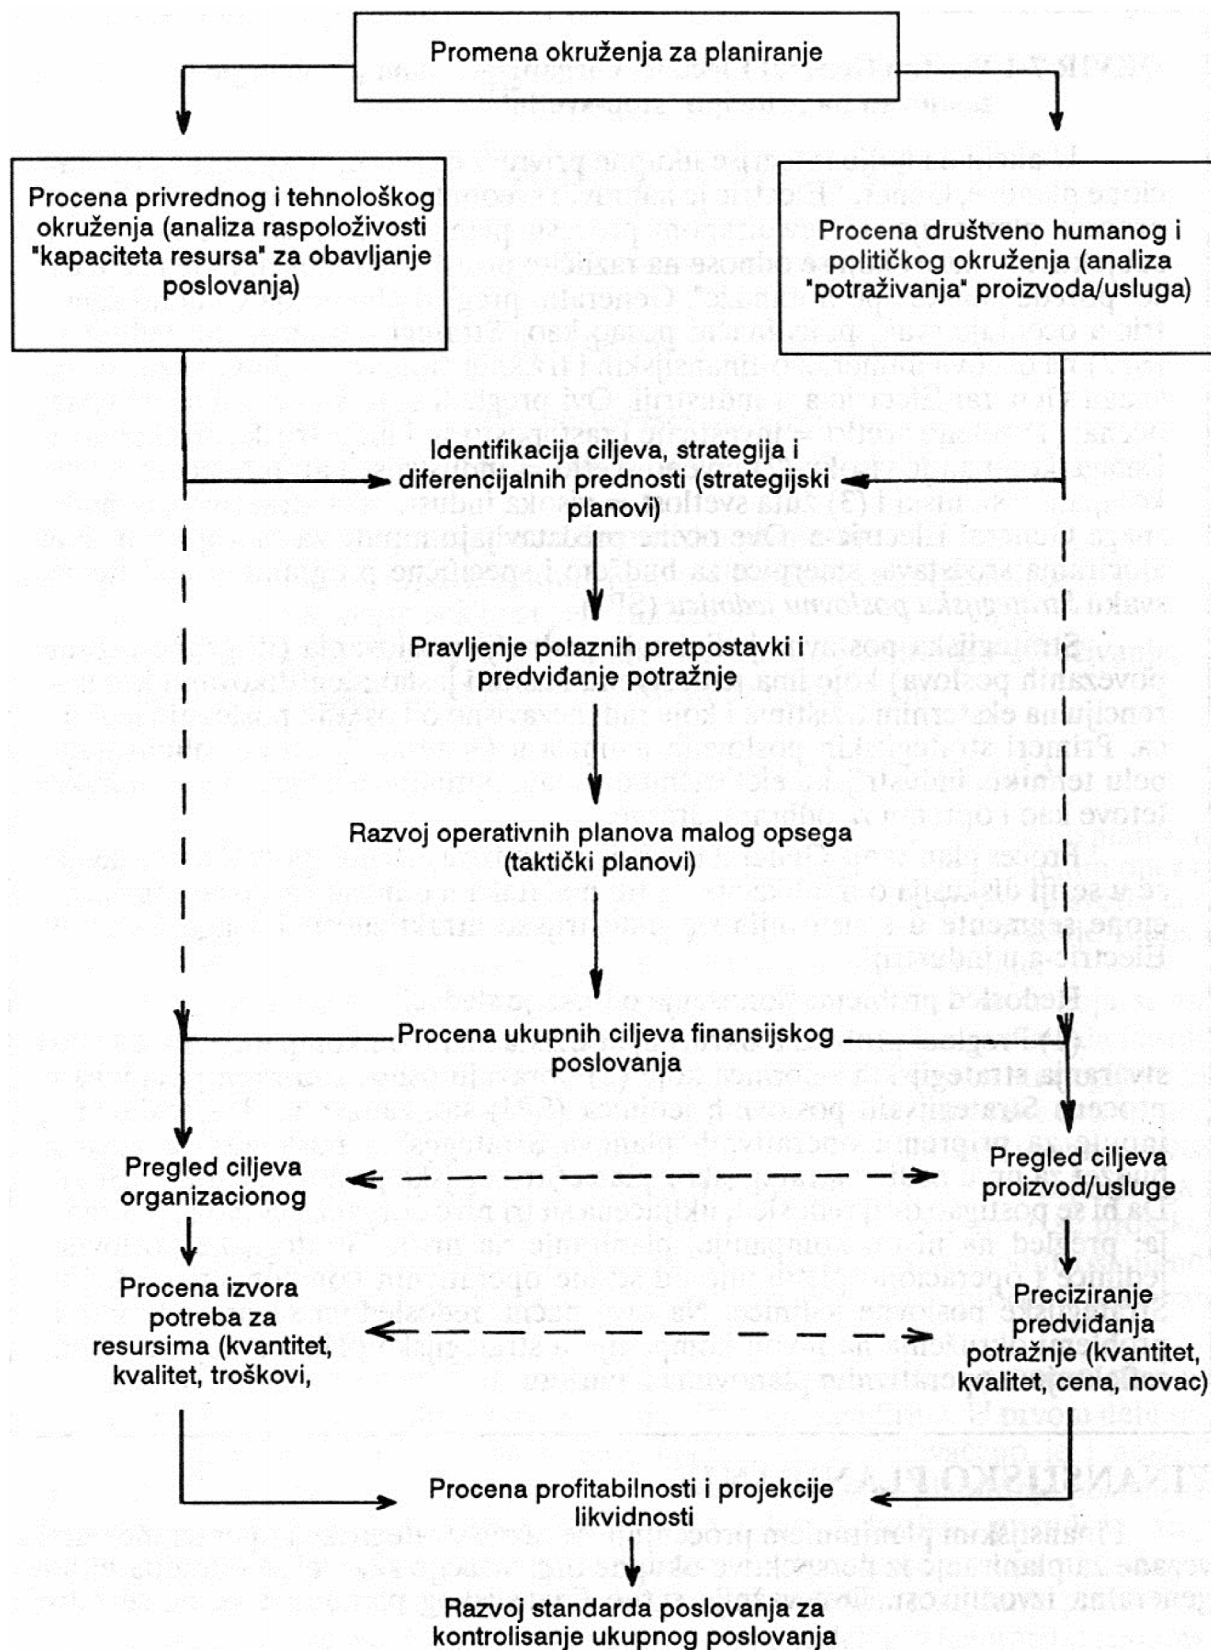 Promena okruženja za planiranje
Procena privrednog i tehnološkog
okruženja (analiza raspoloživosti
"kapaciteta resursa" za obavljanje
poslovanja)
Procena društveno humanog i
političkog okruženja (analiza
"potraživanja" proizvoda/usluga)
Identifikacija ciljeva, strategija i
diferencijalnih prednosti (strategijski
planovi)
Pravljenje polaznih pretpostavki i
predviđanje potražnje
Razvoj operativnih planova malog opsega
(taktički planovi)
Procena ukupnih ciljeva finansijskog
poslovanja
Pregled ciljeva
organizacionog
Pregled ciljeva
proizvod/usluge
Procena izvora
potreba za
resursima (kvantitet,
kvalitet, troškovi,
Preciziranje
predviđanja
potražnje (kvantitet,
kvalitet, cena, novac)
Procena profitabilnosti i projekcije
likvidnosti
Razvoj standarda poslovanja za
kontrolisanje ukupnog poslovanja